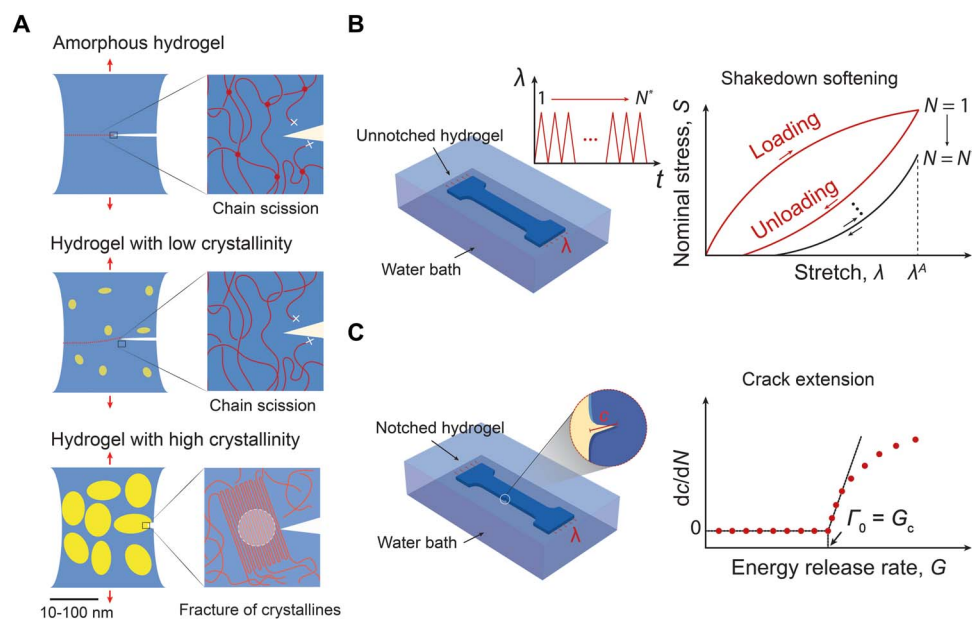 A
Amorphous hydrogel
Chain scission
Hydrogel with low crystallinity
Chain scission
Hydrogel with high crystallinity
10-100 nm
Fracture of crystallines
B
λ
1
N*
...
t
Unnotched hydrogel
λ
Water bath
Shakedown softening
Nominal stress, S
Loading
Unloading
N = 1
N = N
Stretch, λ
λᴬ
C
c
Notched hydrogel
λ
Water bath
Crack extension
dc/dN
0
Γ₀ = G꜀
Energy release rate, G